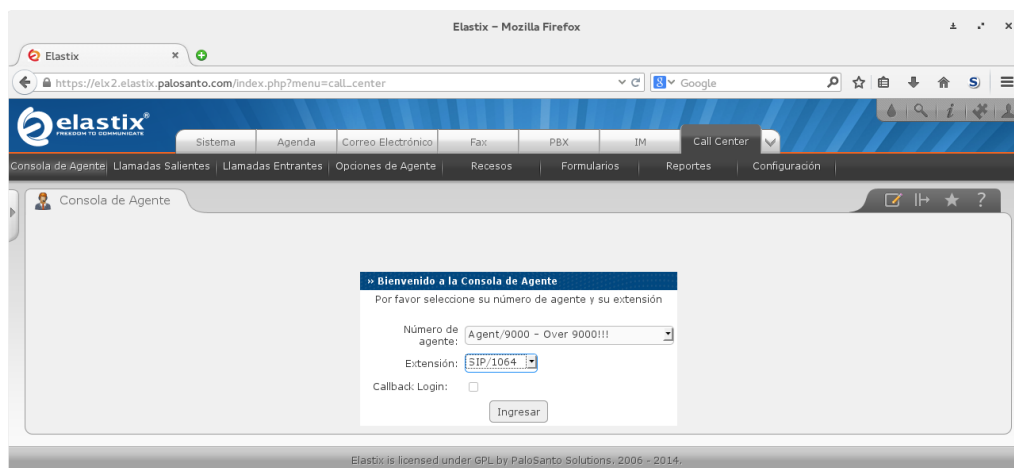 Elastix - Mozilla Firefox
Elastix
https://elx2.elastix.palosanto.com/index.php?menu=call_center
Google
elastix®
FREEDOM TO COMMUNICATE
Sistema Agenda Correo Electrónico Fax PBX IM Call Center
Consola de Agente Llamadas Salientes Llamadas Entrantes Opciones de Agente Recesos Formularios Reportes Configuración
Consola de Agente
» Bienvenido a la Consola de Agente
Por favor seleccione su número de agente y su extensión
Número de agente: Agent/9000 - Over 9000!!!
Extensión: SIP/1064
Callback Login:
Ingresar
Elastix is licensed under GPL by PaloSanto Solutions. 2006 - 2014.